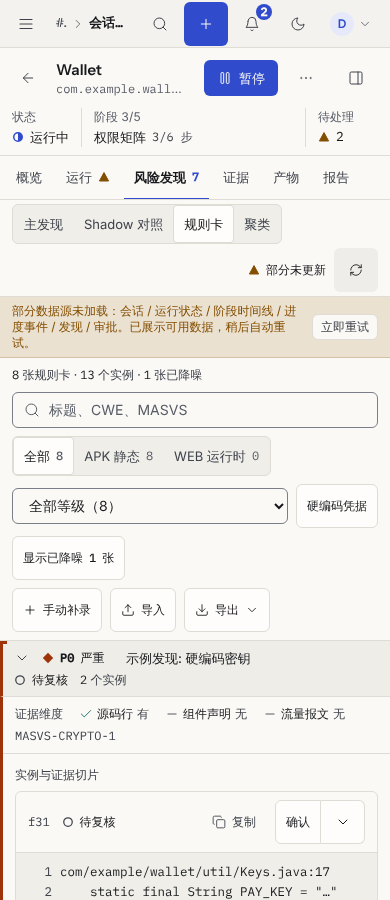 #. 会话…
2
D
Wallet
com.example.wall…
暂停
状态
阶段 3/5
待处理
运行中
权限矩阵 3/6 步
2
概览 运行 风险发现 7 证据 产物 报告
主发现 Shadow 对照 规则卡 聚类
部分未更新
部分数据源未加载：会话 / 运行状态 / 阶段时间线 / 进
度事件 / 发现 / 审批。已展示可用数据，稍后自动重
试。
立即重试
8 张规则卡 · 13 个实例 · 1 张已降噪
标题、CWE、MASVS
全部 8 APK 静态 8 WEB 运行时 0
全部等级（8） 硬编码凭据
显示已降噪 1 张
手动补录 导入 导出
P0 严重 示例发现: 硬编码密钥
待复核 2 个实例
证据维度 源码行 有 组件声明 无 流量报文 无
MASVS-CRYPTO-1
实例与证据切片
f31 待复核 复制 确认
1 com/example/wallet/util/Keys.java:17
2 static final String PAY_KEY = "…"